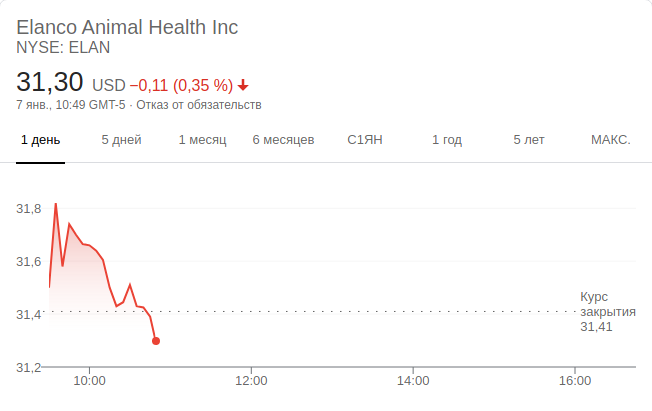 Elanco Animal Health Inc
NYSE: ELAN
31,30 USD −0,11 (0,35 %)
7 янв., 10:49 GMT-5 · Отказ от обязательств
1 день 5 дней 1 месяц 6 месяцев С1ЯН 1 год 5 лет МАКС.
31,8
31,6
31,4
31,2
Курс
закрытия
31,41
10:00 12:00 14:00 16:00